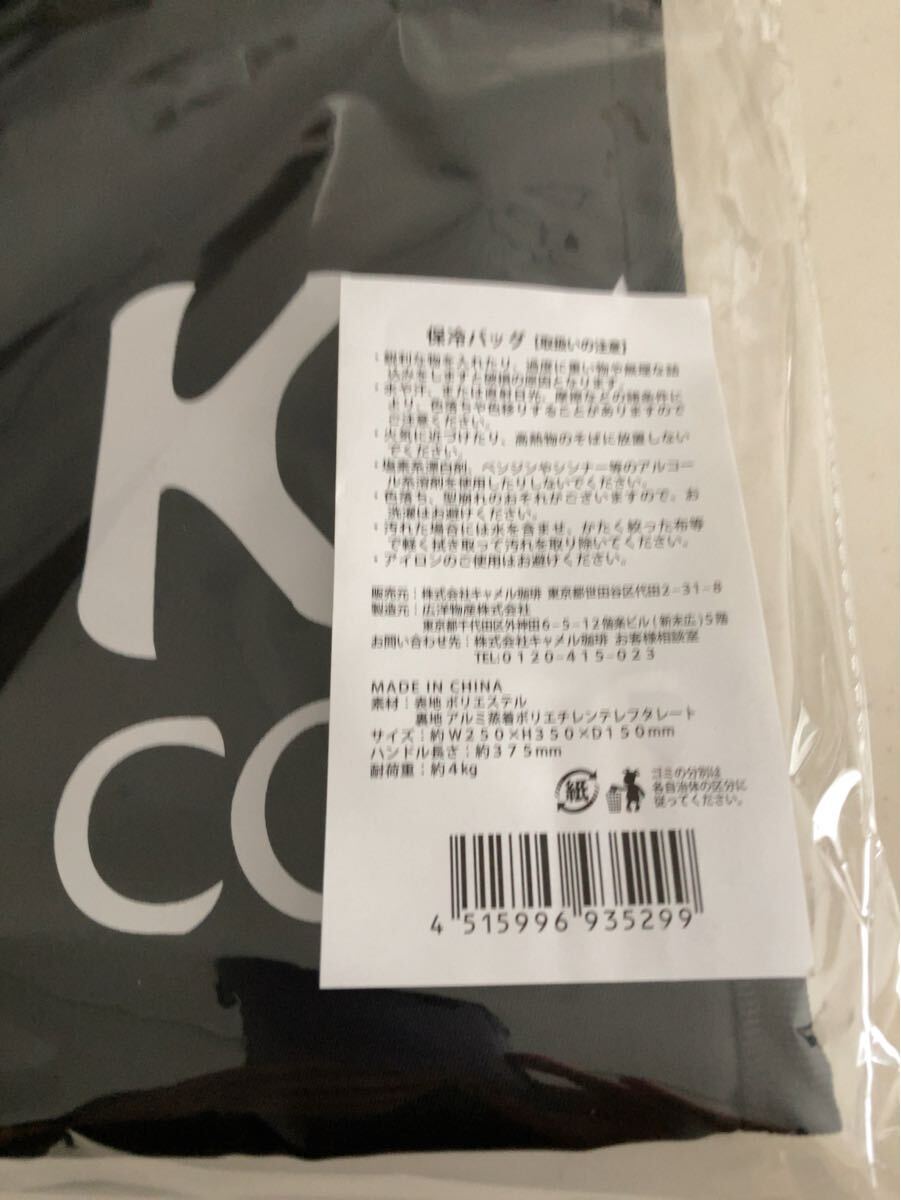 K
CO
保冷バッグ【取扱いの注意】
・鋭利な物を入れたり、過度に重い物や無理な詰
込みをしますと破損の原因となります。
・水や汗、または直射日光、摩擦などの諸条件に
より、色落ちや色移りすることがありますので
ご注意ください。
・火気に近づけたり、高熱物のそばに放置しない
でください。
・塩素系漂白剤、ベンジンやシンナー等のアルコー
ル系溶剤を使用したりしないでください。
・色落ち、型崩れのおそれがございますので、お
洗濯はお避けください。
・汚れた場合には水を含ませ、かたく絞った布等
で軽く拭き取って汚れを取り除いてください。
・アイロンのご使用はお避けください。
販売元:株式会社キャメル珈琲 東京都世田谷区代田2-31-8
製造元:広洋物産株式会社
東京都千代田区外神田6-5-12偕楽ビル(新末広)5階
お問い合わせ先:株式会社キャメル珈琲 お客様相談室
TEL:0120-415-023
MADE IN CHINA
素材:表地 ポリエステル
裏地 アルミ蒸着ポリエチレンテレフタレート
サイズ:約W250×H350×D150mm
ハンドル長さ:約375mm
耐荷重:約4kg
紙
ゴミの分別は
各自治体の区分に
従ってください。
4 515996 935299